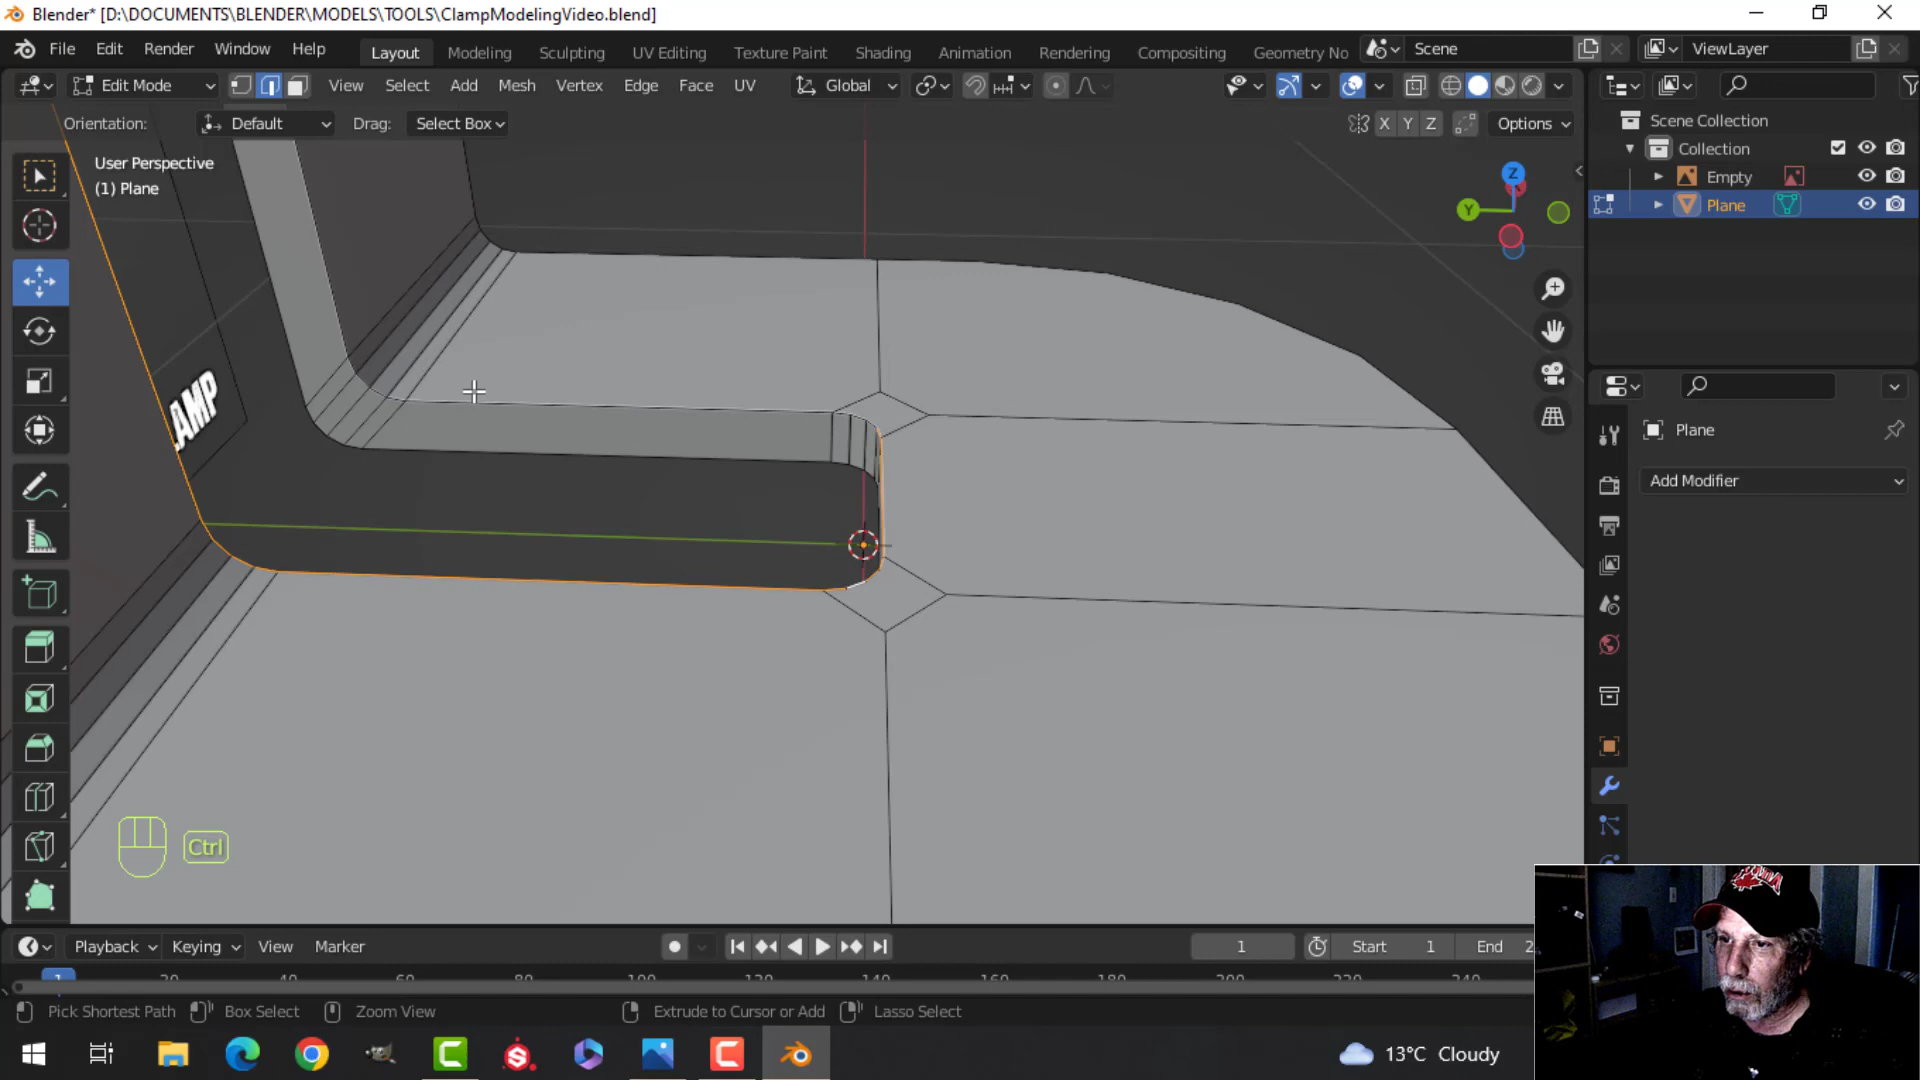 Blender* [D:\DOCUMENTS\BLENDER\MODELS\TOOLS\ClampModelingVideo.blend]
File Edit Render Window Help Layout Modeling Sculpting UV Editing Texture Paint Shading Animation Rendering Compositing Geometry No Scene ViewLayer
Edit Mode View Select Add Mesh Vertex Edge Face UV Global
Orientation: Default Drag: Select Box X Y Z Options
Scene Collection
Collection
Empty
Plane
User Perspective
(1) Plane
Z
Y
AMP
Plane
Add Modifier
Ctrl
Playback Keying View Marker 1 Start 1 End 2
1 20 40 60 80 100 120 140 160 180 220 240
Pick Shortest Path Box Select Zoom View Extrude to Cursor or Add Lasso Select
13°C Cloudy